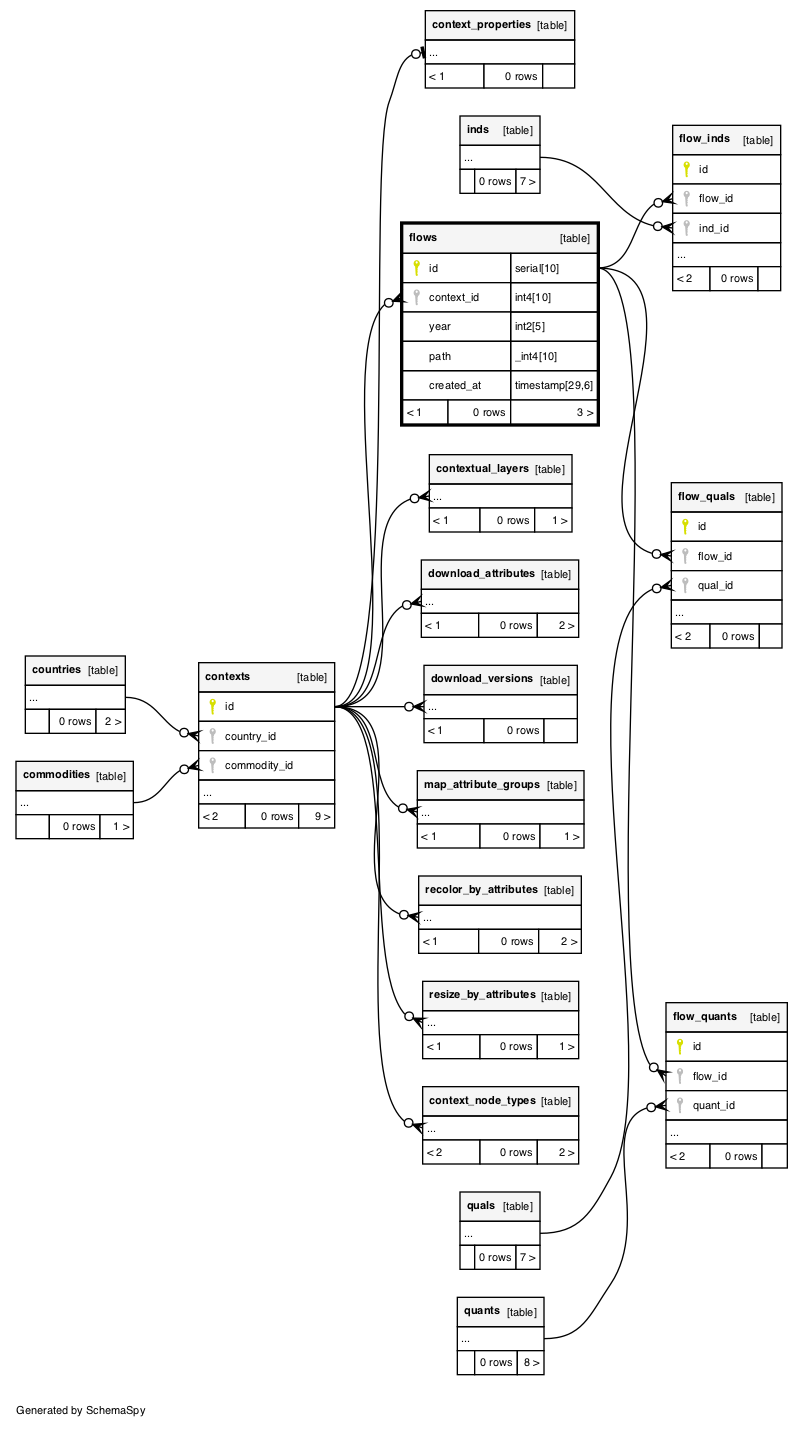 context_properties [table]
...
< 1 0 rows
inds [table]
...
0 rows 7 >
flow_inds [table]
id
flow_id
ind_id
...
< 2 0 rows
flows [table]
id serial[10]
context_id int4[10]
year int2[5]
path _int4[10]
created_at timestamp[29,6]
< 1 0 rows 3 >
contextual_layers [table]
...
< 1 0 rows 1 >
flow_quals [table]
id
flow_id
qual_id
...
< 2 0 rows
download_attributes [table]
...
< 1 0 rows 2 >
countries [table]
...
0 rows 2 >
commodities [table]
...
0 rows 1 >
contexts [table]
id
country_id
commodity_id
...
< 2 0 rows 9 >
download_versions [table]
...
< 1 0 rows
map_attribute_groups [table]
...
< 1 0 rows 1 >
recolor_by_attributes [table]
...
< 1 0 rows 2 >
resize_by_attributes [table]
...
< 1 0 rows 1 >
flow_quants [table]
id
flow_id
quant_id
...
< 2 0 rows
context_node_types [table]
...
< 2 0 rows 2 >
quals [table]
...
0 rows 7 >
quants [table]
...
0 rows 8 >
Generated by SchemaSpy